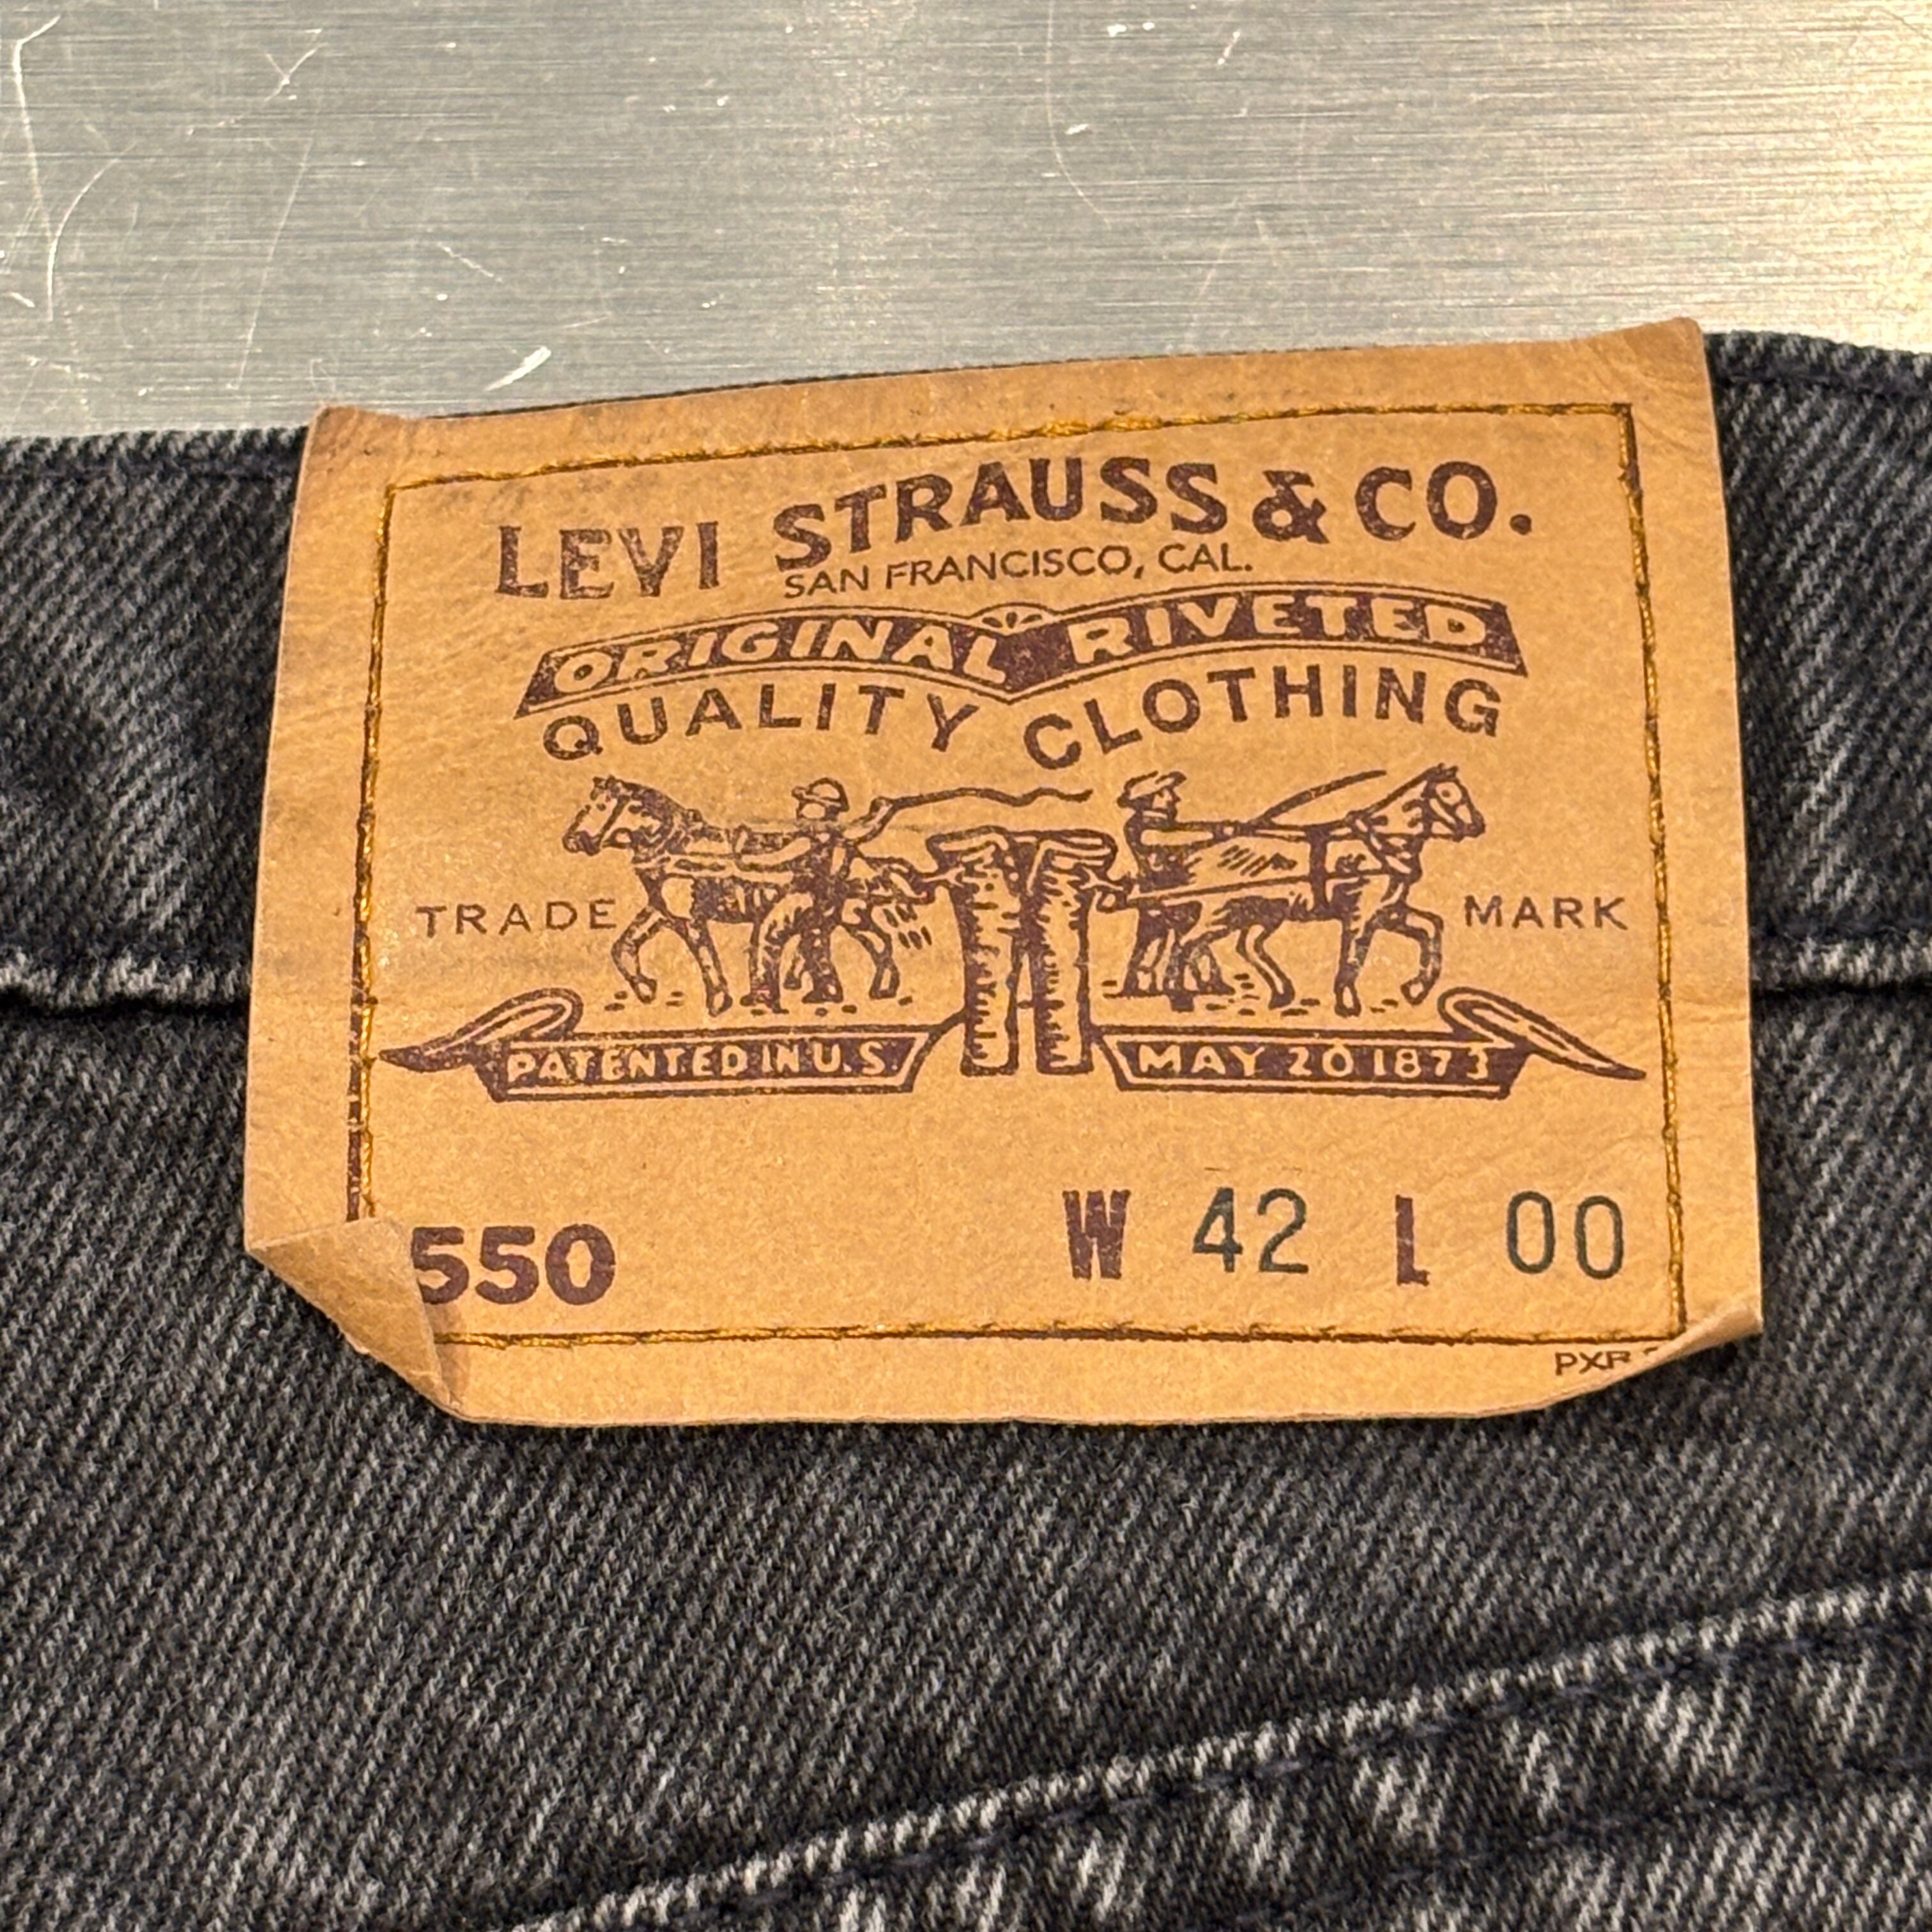 LEVI STRAUSS & CO.
SAN FRANCISCO, CAL.
ORIGINAL RIVETED
QUALITY CLOTHING
TRADE MARK
PATENTED IN U.S. MAY 20 1873
550 W 42 L 00